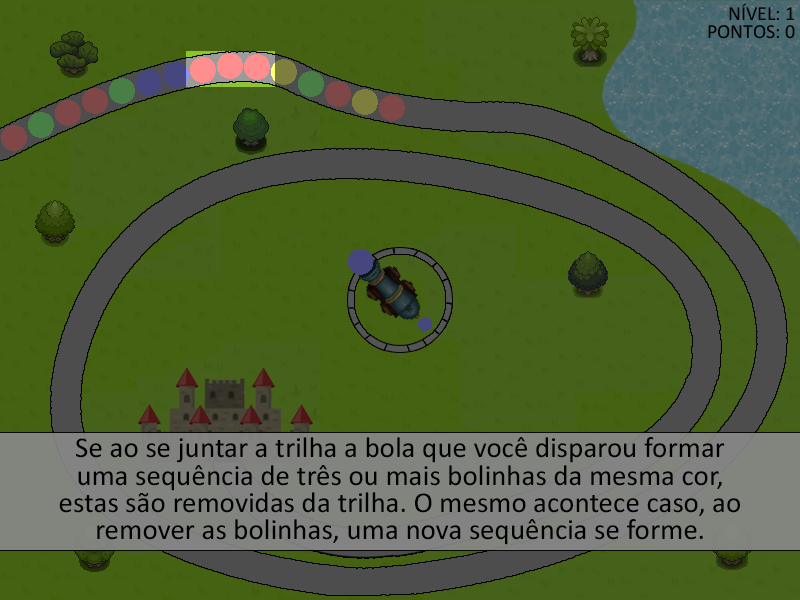 NÍVEL: 1
PONTOS: 0
Se ao se juntar a trilha a bola que você disparou formar
uma sequência de três ou mais bolinhas da mesma cor,
estas são removidas da trilha. O mesmo acontece caso, ao
remover as bolinhas, uma nova sequência se forme.